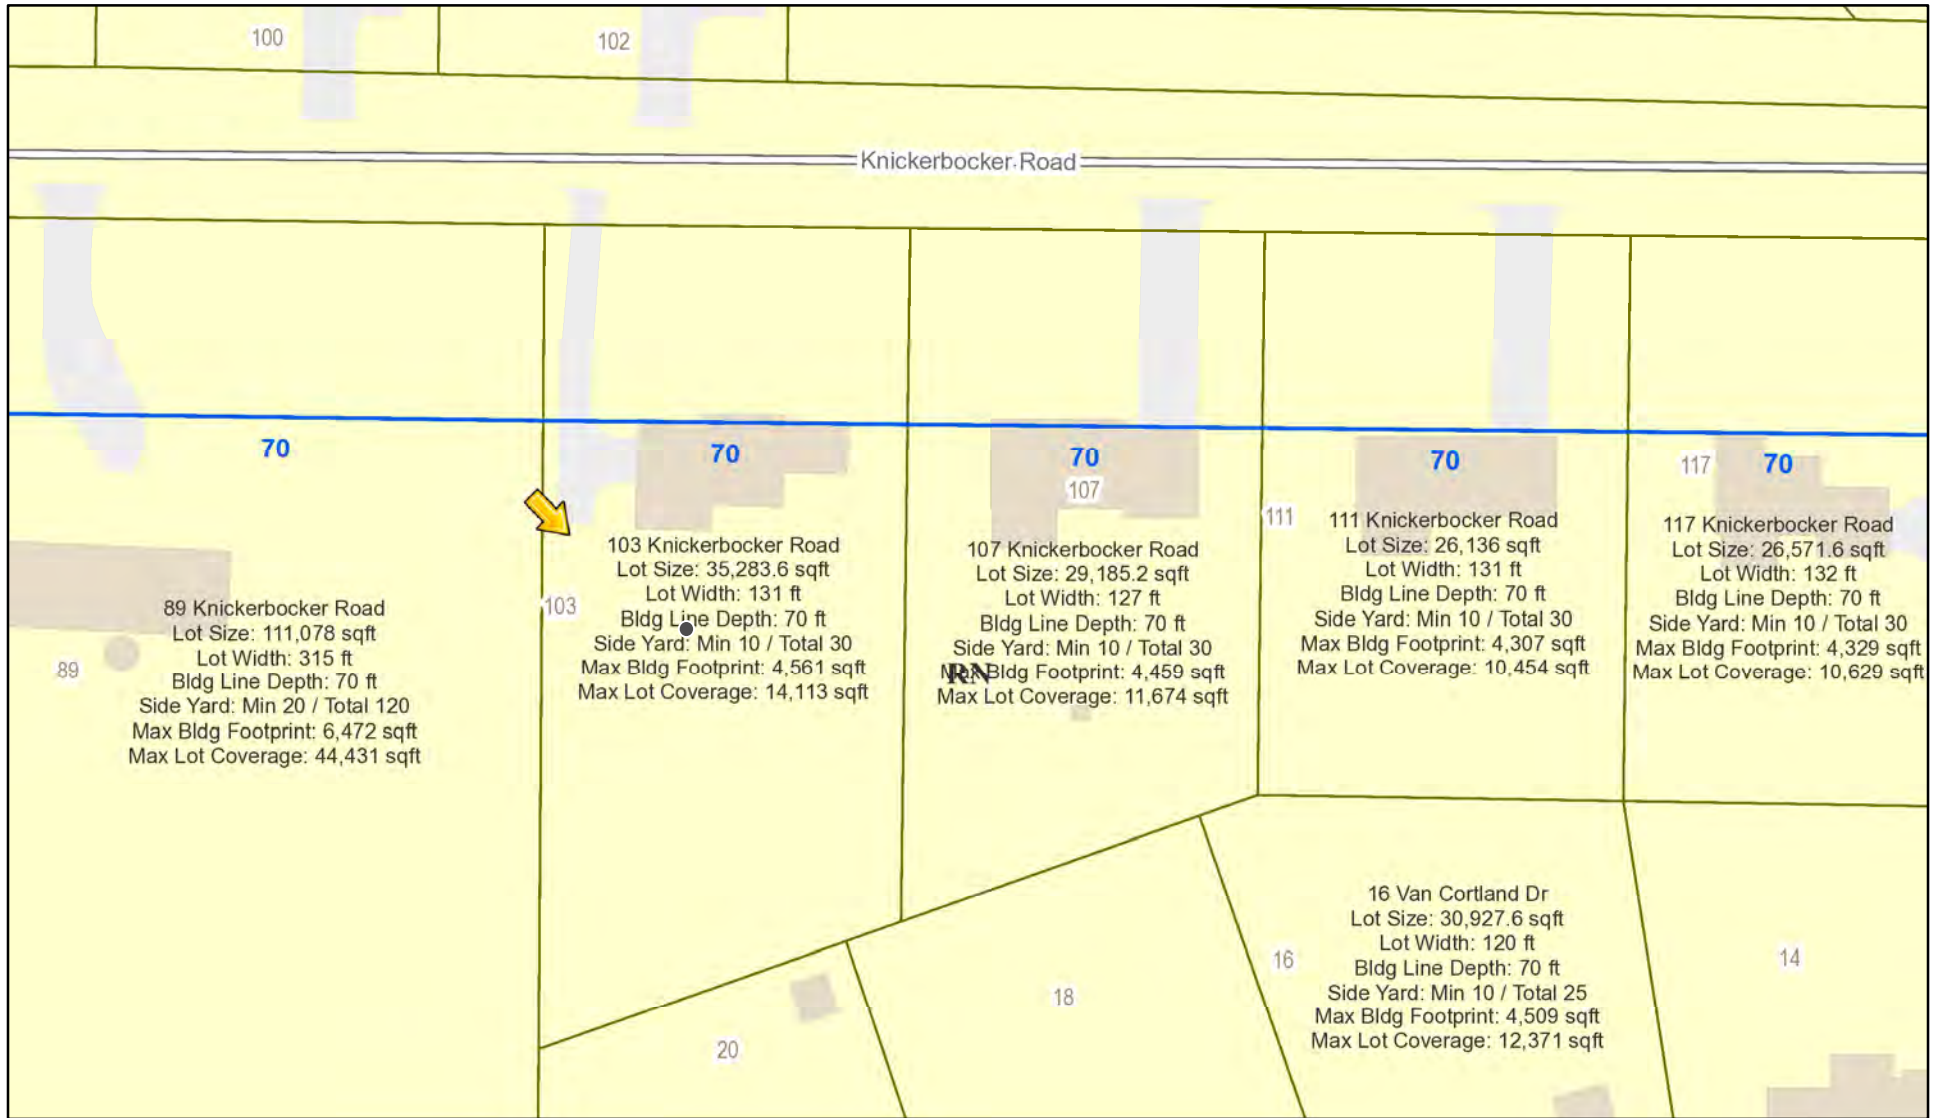 100
102
Knickerbocker Road
70
70
70
70
70
117
107
111
103
89
103 Knickerbocker Road
Lot Size: 35,283.6 sqft
Lot Width: 131 ft
Bldg Line Depth: 70 ft
Side Yard: Min 10 / Total 30
Max Bldg Footprint: 4,561 sqft
Max Lot Coverage: 14,113 sqft
107 Knickerbocker Road
Lot Size: 29,185.2 sqft
Lot Width: 127 ft
Bldg Line Depth: 70 ft
Side Yard: Min 10 / Total 30
Max Bldg Footprint: 4,459 sqft
Max Lot Coverage: 11,674 sqft
RN
111 Knickerbocker Road
Lot Size: 26,136 sqft
Lot Width: 131 ft
Bldg Line Depth: 70 ft
Side Yard: Min 10 / Total 30
Max Bldg Footprint: 4,307 sqft
Max Lot Coverage: 10,454 sqft
117 Knickerbocker Road
Lot Size: 26,571.6 sqft
Lot Width: 132 ft
Bldg Line Depth: 70 ft
Side Yard: Min 10 / Total 30
Max Bldg Footprint: 4,329 sqft
Max Lot Coverage: 10,629 sqft
89 Knickerbocker Road
Lot Size: 111,078 sqft
Lot Width: 315 ft
Bldg Line Depth: 70 ft
Side Yard: Min 20 / Total 120
Max Bldg Footprint: 6,472 sqft
Max Lot Coverage: 44,431 sqft
16 Van Cortland Dr
Lot Size: 30,927.6 sqft
Lot Width: 120 ft
Bldg Line Depth: 70 ft
Side Yard: Min 10 / Total 25
Max Bldg Footprint: 4,509 sqft
Max Lot Coverage: 12,371 sqft
16
14
18
20